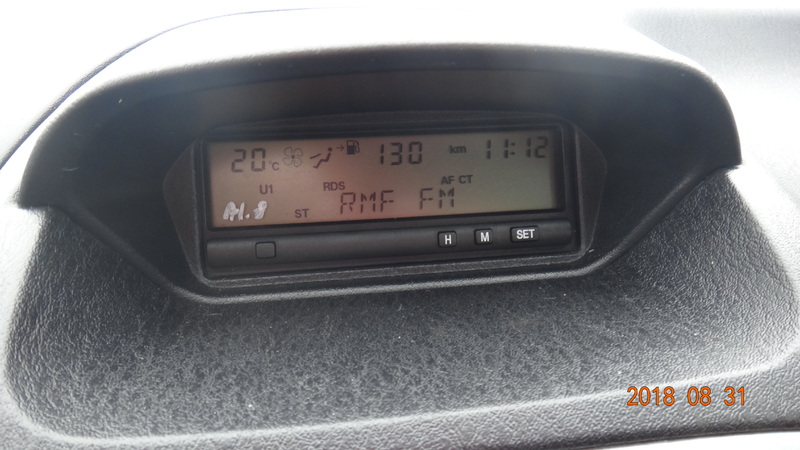 20°C 130 km 11:12
U1 RDS AF CT
ST RMF FM
H M SET
2018 08 31